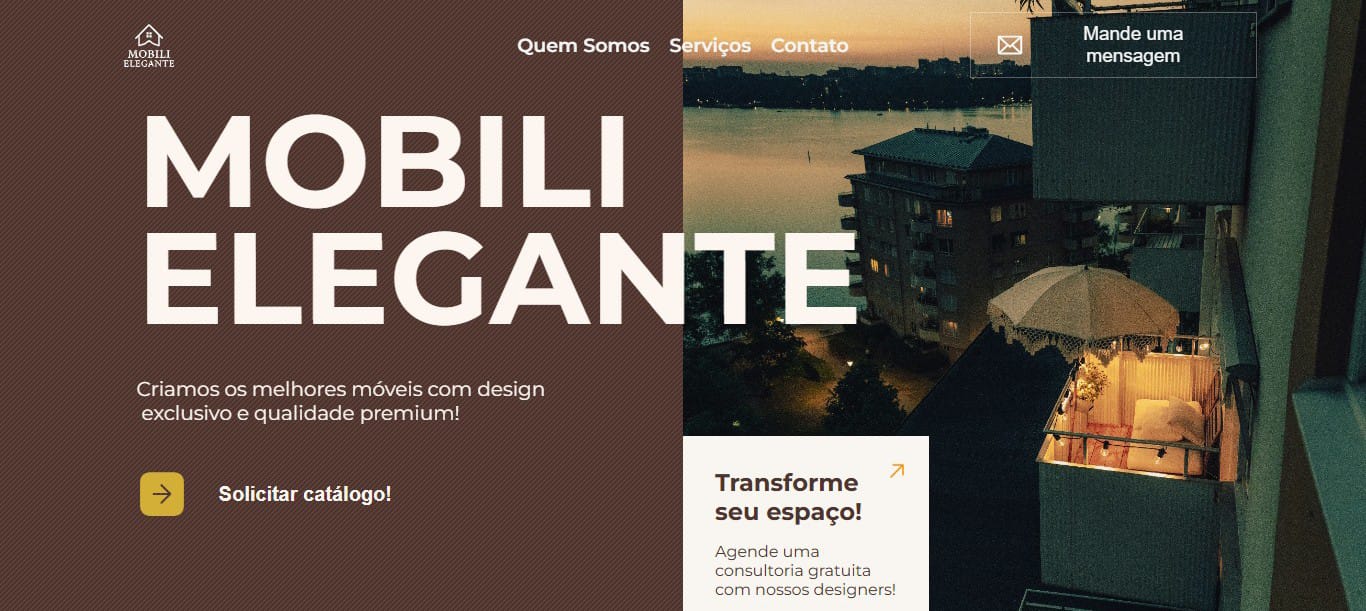 MOBILI
ELEGANTE
Quem Somos Serviços Contato
Mande uma
mensagem
MOBILI
ELEGANTE
Criamos os melhores móveis com design
exclusivo e qualidade premium!
Solicitar catálogo!
Transforme
seu espaço!
Agende uma
consultoria gratuita
com nossos designers!